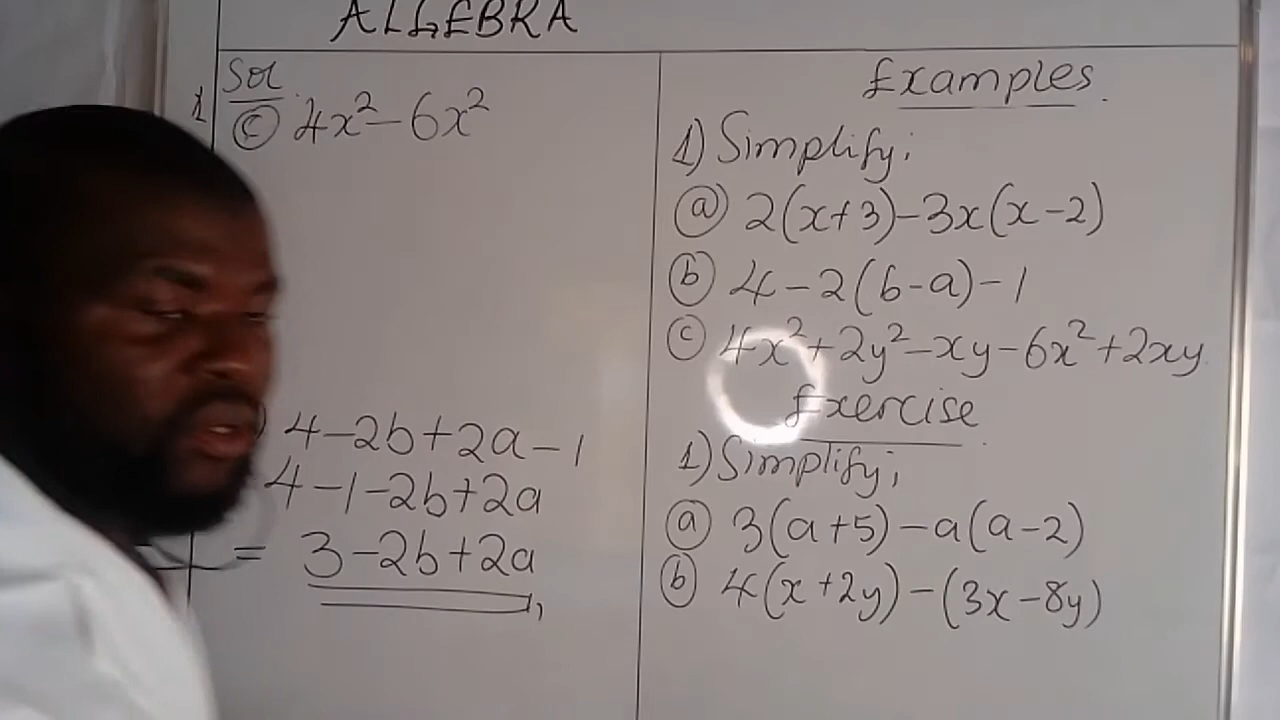 ALGEBRA
Sol
1
(c) 4x² - 6x²
4 - 2b + 2a - 1
4 - 1 - 2b + 2a
= 3 - 2b + 2a
Examples.
1) Simplify;
(a) 2(x+3) - 3x(x-2)
(b) 4 - 2(b-a) - 1
(c) 4x² + 2y² - xy - 6x² + 2xy
Exercise
1) Simplify;
(a) 3(a+5) - a(a-2)
(b) 4(x+2y) - (3x-8y)